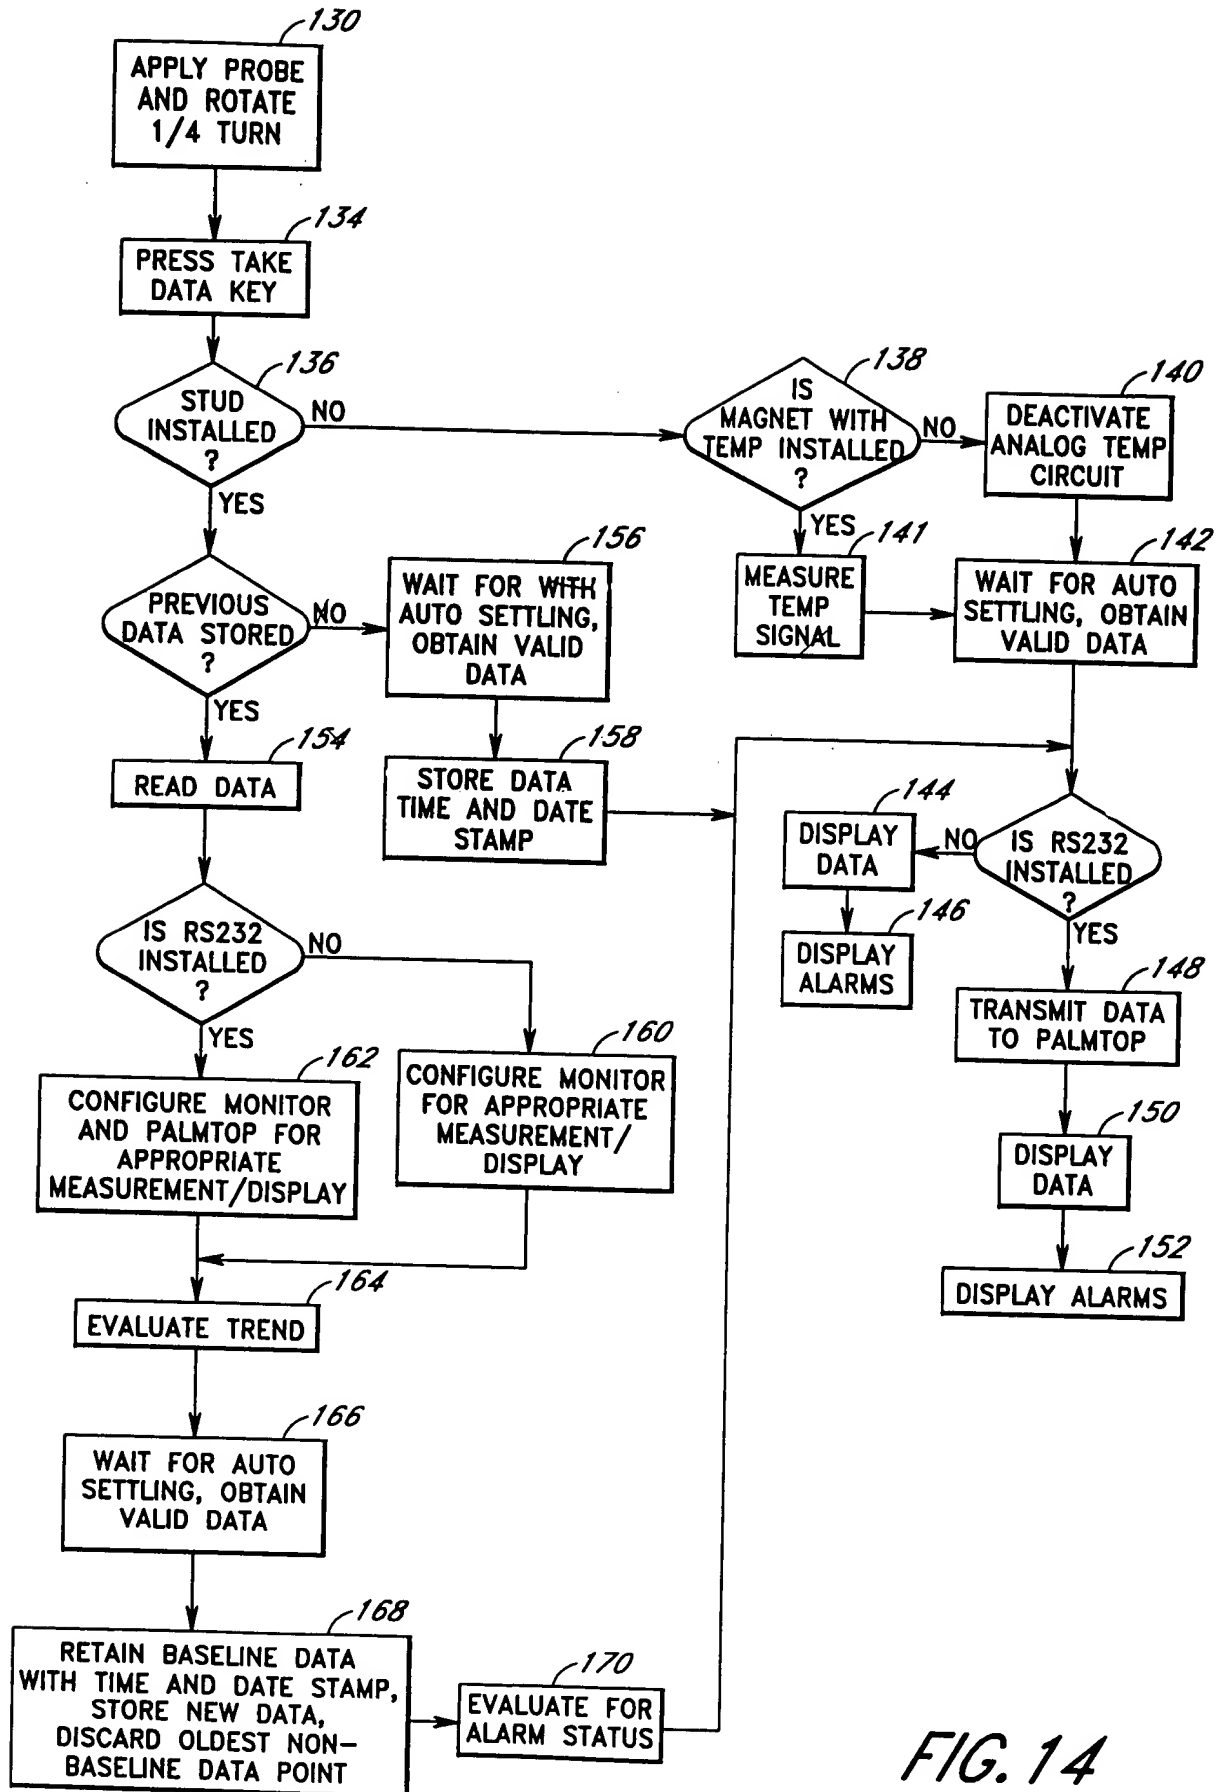 130
APPLY PROBE
AND ROTATE
1/4 TURN
134
PRESS TAKE
DATA KEY
136
STUD
INSTALLED
?
NO
YES
138
IS
MAGNET WITH
TEMP INSTALLED
?
NO
YES
140
DEACTIVATE
ANALOG TEMP
CIRCUIT
141
MEASURE
TEMP
SIGNAL
142
WAIT FOR AUTO
SETTLING, OBTAIN
VALID DATA
PREVIOUS
DATA STORED
?
NO
YES
156
WAIT FOR WITH
AUTO SETTLING,
OBTAIN VALID
DATA
158
STORE DATA
TIME AND DATE
STAMP
154
READ DATA
IS RS232
INSTALLED
?
NO
YES
144
DISPLAY
DATA
146
DISPLAY
ALARMS
IS RS232
INSTALLED
?
NO
YES
148
TRANSMIT DATA
TO PALMTOP
150
DISPLAY
DATA
152
DISPLAY ALARMS
162
CONFIGURE MONITOR
AND PALMTOP FOR
APPROPRIATE
MEASUREMENT/DISPLAY
160
CONFIGURE MONITOR
FOR APPROPRIATE
MEASUREMENT/
DISPLAY
164
EVALUATE TREND
166
WAIT FOR AUTO
SETTLING, OBTAIN
VALID DATA
168
RETAIN BASELINE DATA
WITH TIME AND DATE STAMP,
STORE NEW DATA,
DISCARD OLDEST NON-
BASELINE DATA POINT
170
EVALUATE FOR
ALARM STATUS
FIG. 14